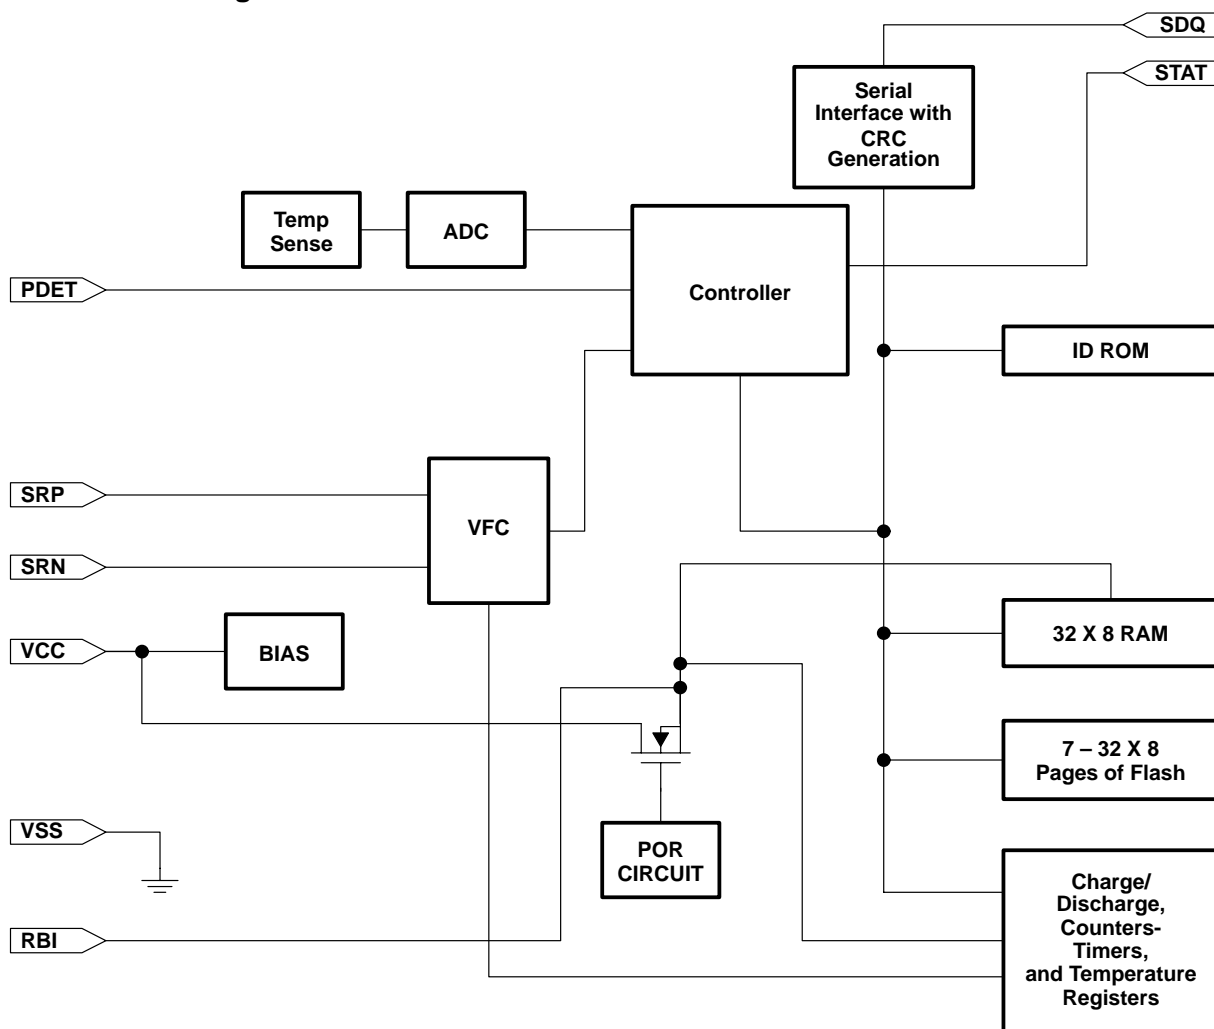 SDQ
STAT
Serial
Interface with
CRC
Generation
Temp
Sense
ADC
PDET
Controller
ID ROM
SRP
VFC
SRN
VCC
BIAS
32 X 8 RAM
7 – 32 X 8
Pages of Flash
VSS
POR
CIRCUIT
Charge/
Discharge,
Counters-
Timers,
and Temperature
Registers
RBI